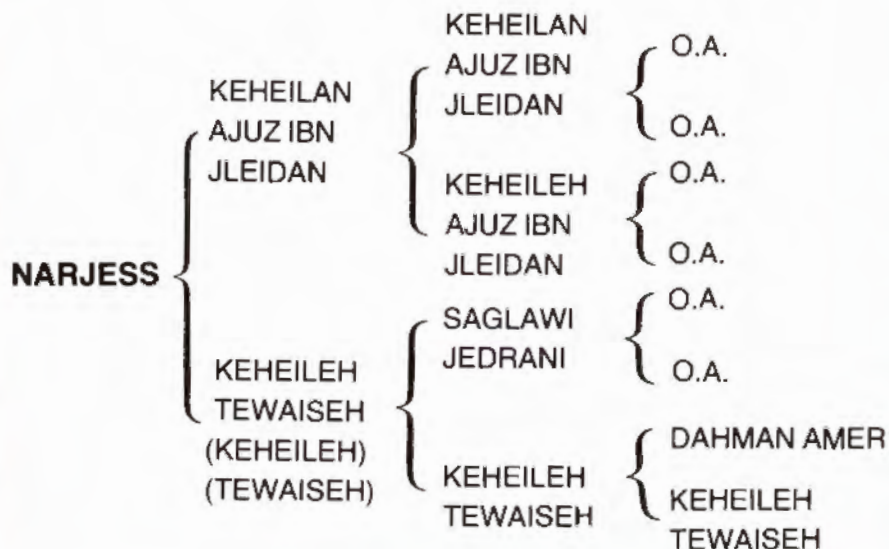 NARJESS
KEHEILAN
AJUZ IBN
JLEIDAN
KEHEILEH
TEWAISEH
(KEHEILEH)
(TEWAISEH)
KEHEILAN
AJUZ IBN
JLEIDAN
KEHEILEH
AJUZ IBN
JLEIDAN
SAGLAWI
JEDRANI
KEHEILEH
TEWAISEH
O.A.
O.A.
O.A.
O.A.
O.A.
O.A.
DAHMAN AMER
KEHEILEH
TEWAISEH